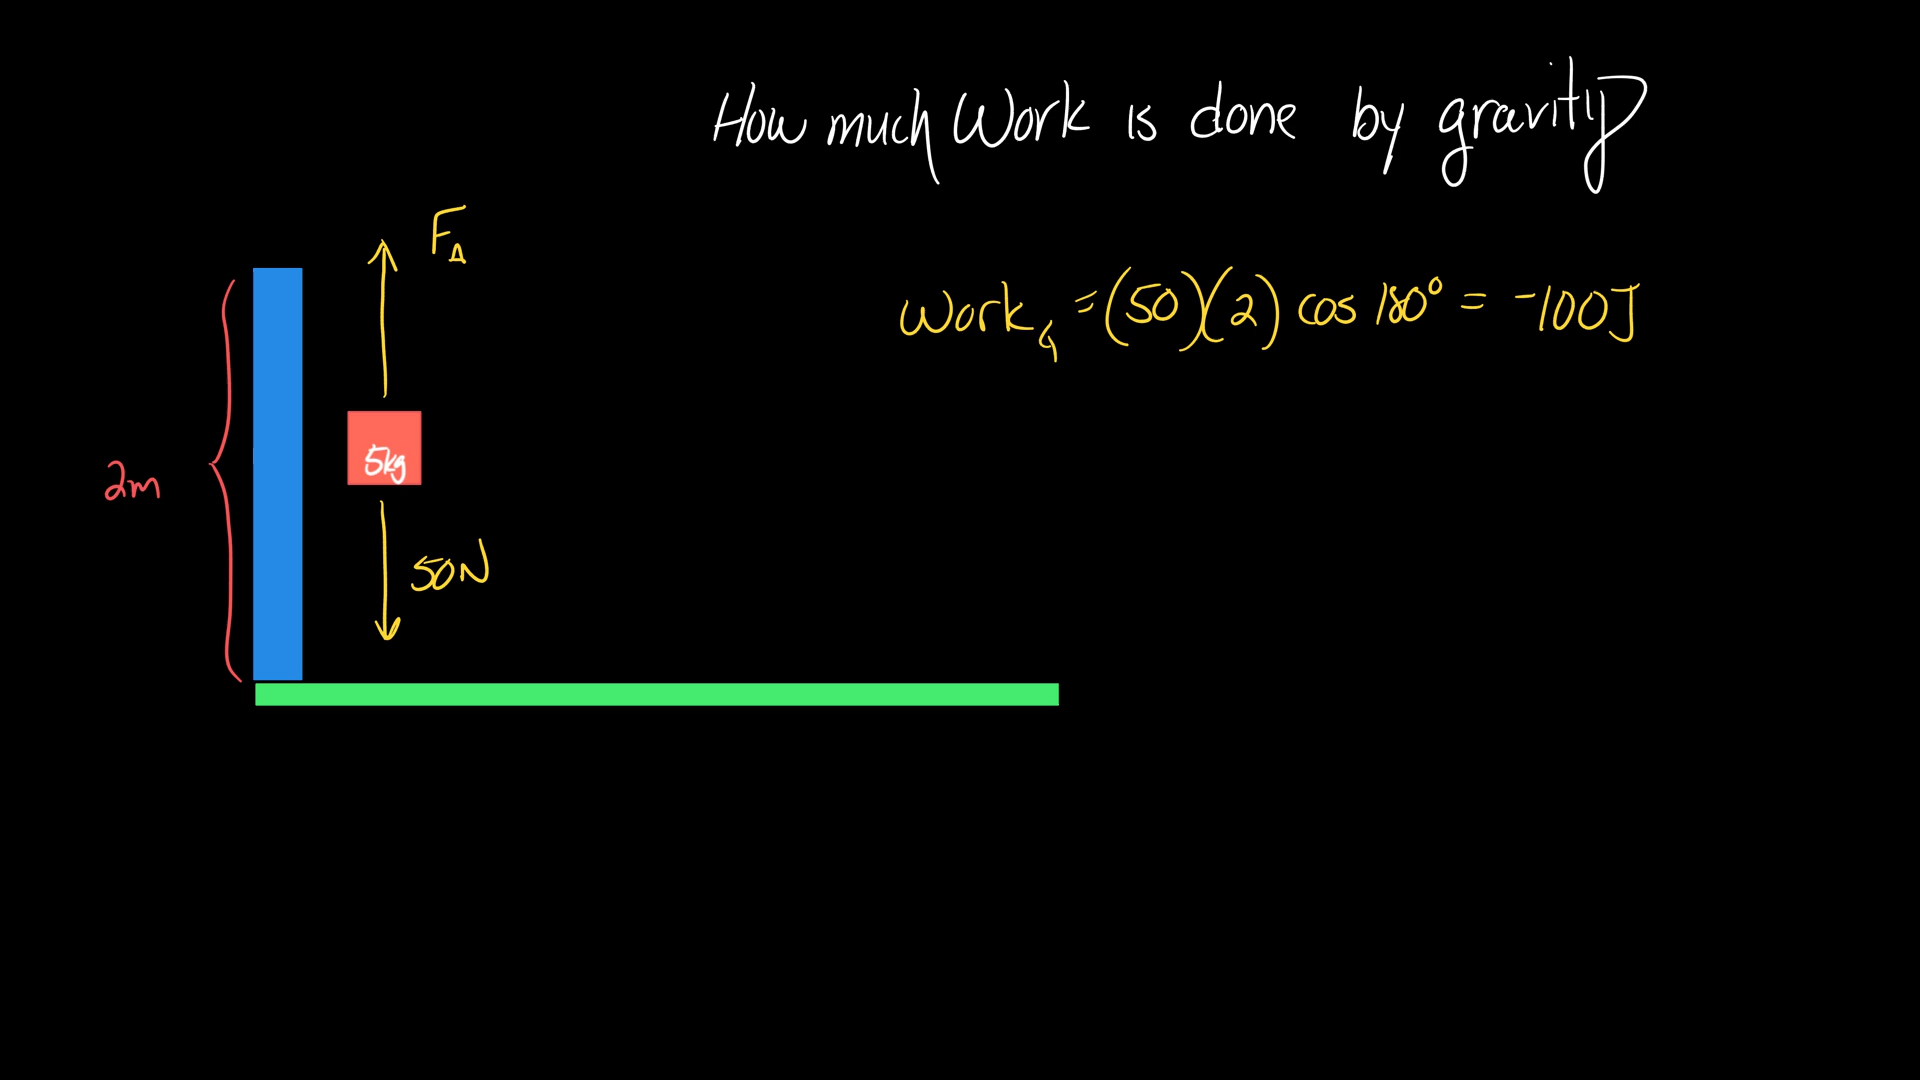 How much Work is done by gravity
F_A
Work_G = (50)(2) cos 180° = -100J
5kg
2m
50N